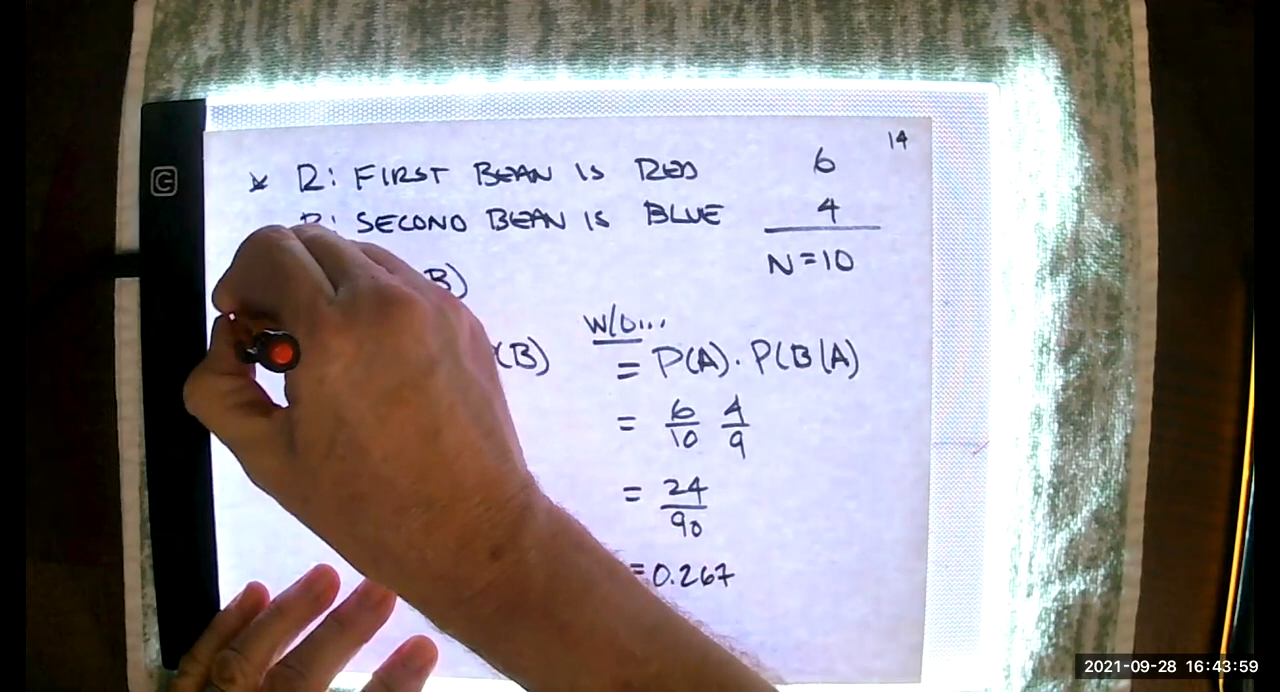 14
R: FIRST BEAN IS RED
B: SECOND BEAN IS BLUE
6
4
N=10
B)
(B)
W/O...
= P(A) · P(B|A)
= 6/10 4/9
= 24/90
= 0.267
2021-09-28 16:43:59